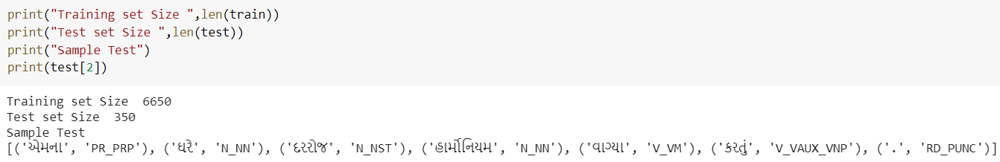 print("Training set Size ",len(train))
print("Test set Size ",len(test))
print("Sample Test")
print(test[2])
Training set Size  6650
Test set Size  350
Sample Test
[('એમના', 'PR_PRP'), ('ઘરે', 'N_NN'), ('દરરોજ', 'N_NST'), ('હાર્મોનિયમ', 'N_NN'), ('વાગ્યા', 'V_VM'), ('કરતું', 'V_VAUX_VNP'), ('.', 'RD_PUNC')]